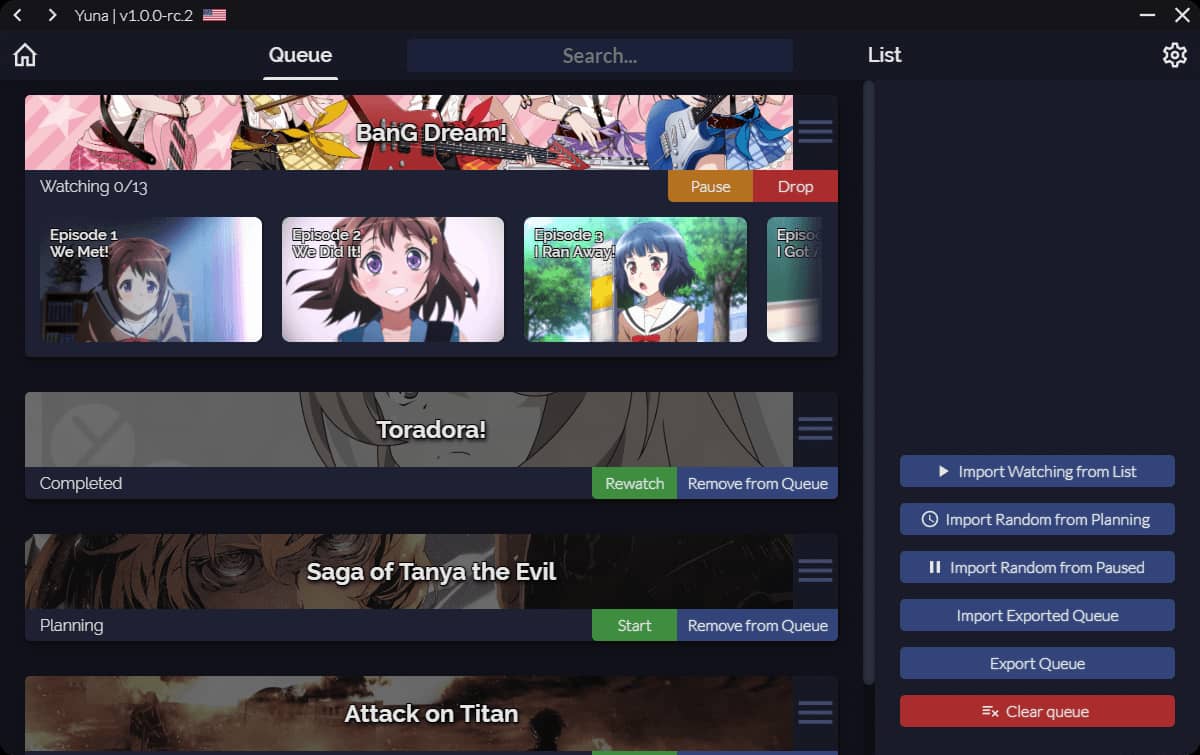 Yuna | v1.0.0-rc.2
Queue
Search...
List
BanG Dream!
Watching 0/13
Pause
Drop
Episode 1
We Met!
Episode 2
We Did It!
Episode 3
I Ran Away!
I Got
Toradora!
Completed
Rewatch
Remove from Queue
Saga of Tanya the Evil
Planning
Start
Remove from Queue
Attack on Titan
Import Watching from List
Import Random from Planning
Import Random from Paused
Import Exported Queue
Export Queue
Clear queue